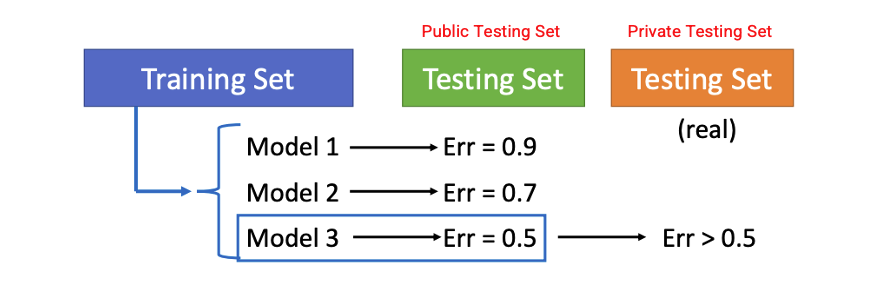 Public Testing Set
Private Testing Set
Training Set
Testing Set
Testing Set
(real)
Model 1
Err = 0.9
Model 2
Err = 0.7
Model 3
Err = 0.5
Err > 0.5